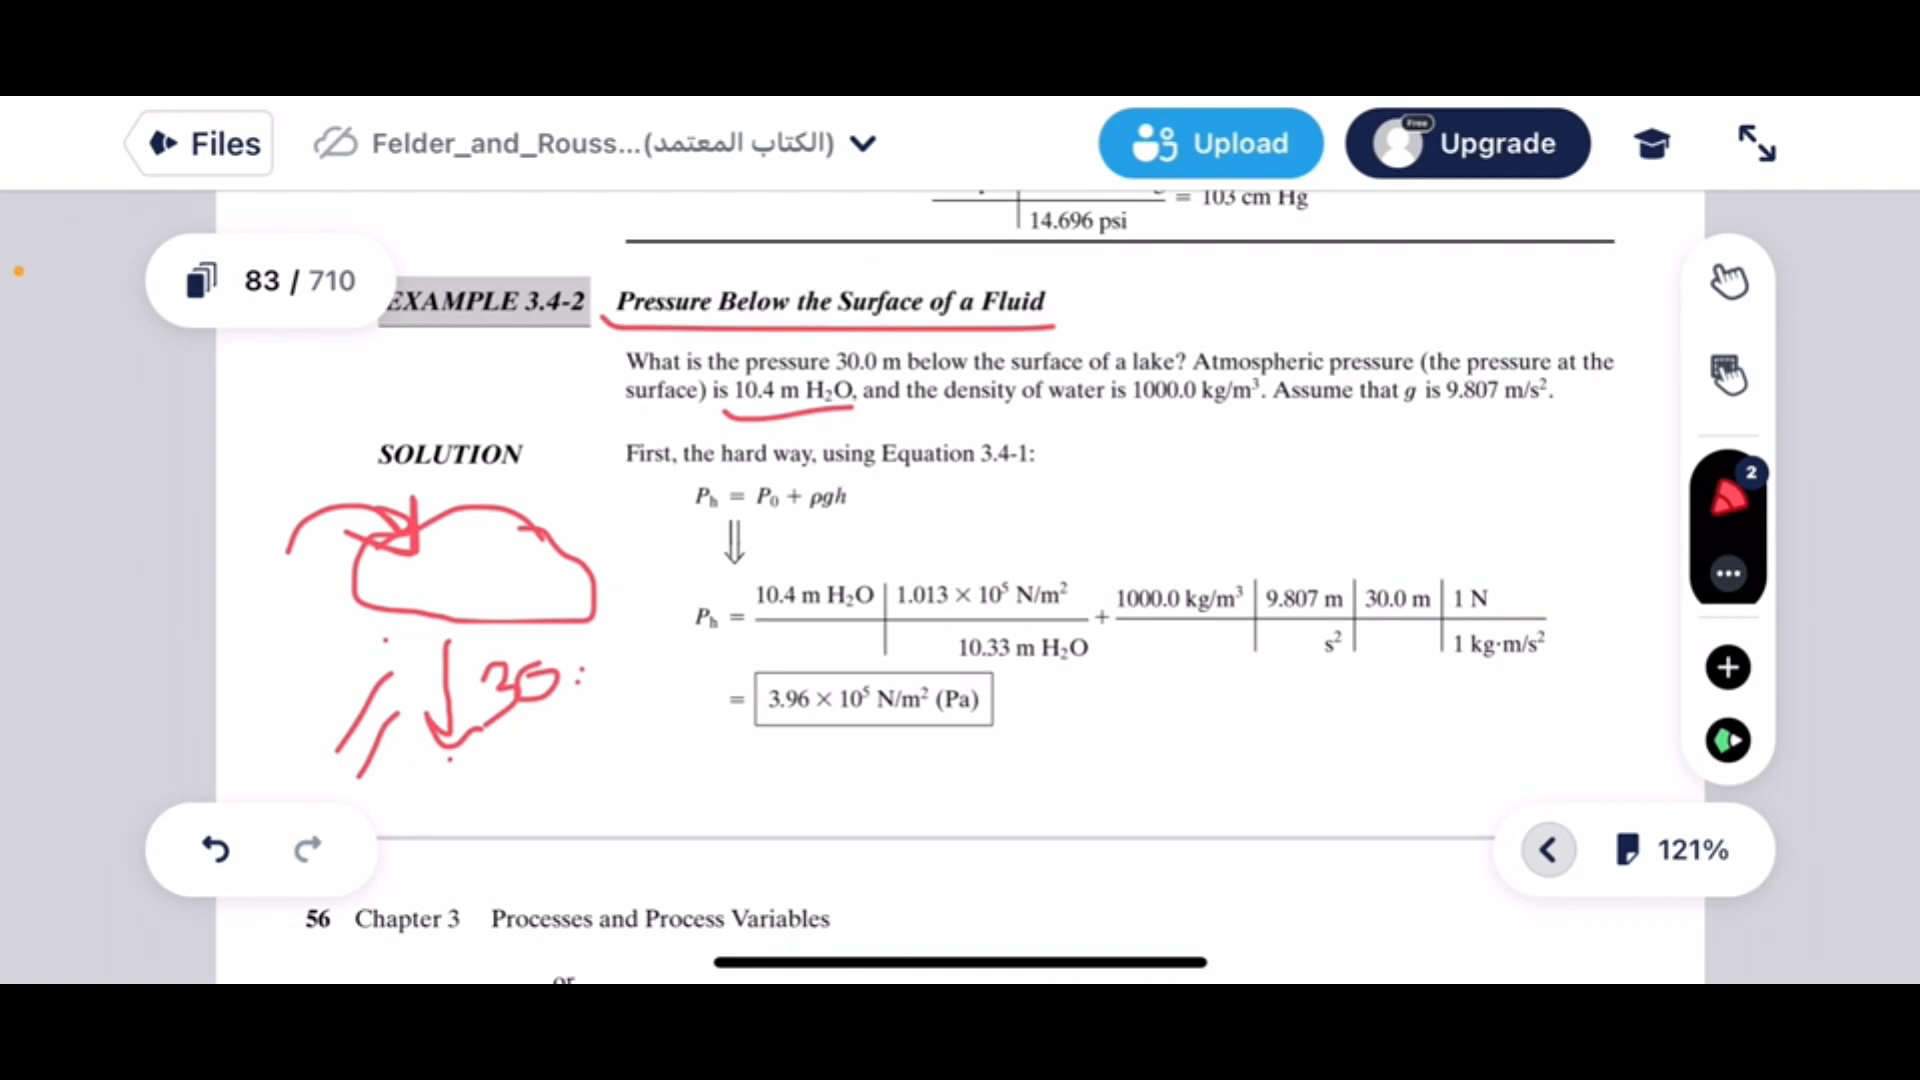 Files
Felder_and_Rouss...(الكتاب المعتمد)
Upload
Free
Upgrade
= 103 cm Hg
14.696 psi
83 / 710
EXAMPLE 3.4-2 Pressure Below the Surface of a Fluid
What is the pressure 30.0 m below the surface of a lake? Atmospheric pressure (the pressure at the
surface) is 10.4 m H₂O, and the density of water is 1000.0 kg/m³. Assume that g is 9.807 m/s².
SOLUTION First, the hard way, using Equation 3.4-1:
Pₕ = P₀ + ρgh
⇓
Pₕ = 10.4 m H₂O | 1.013 × 10⁵ N/m² + 1000.0 kg/m³ | 9.807 m | 30.0 m | 1 N
10.33 m H₂O | s² | 1 kg·m/s²
= 3.96 × 10⁵ N/m² (Pa)
2
121%
56 Chapter 3 Processes and Process Variables
or